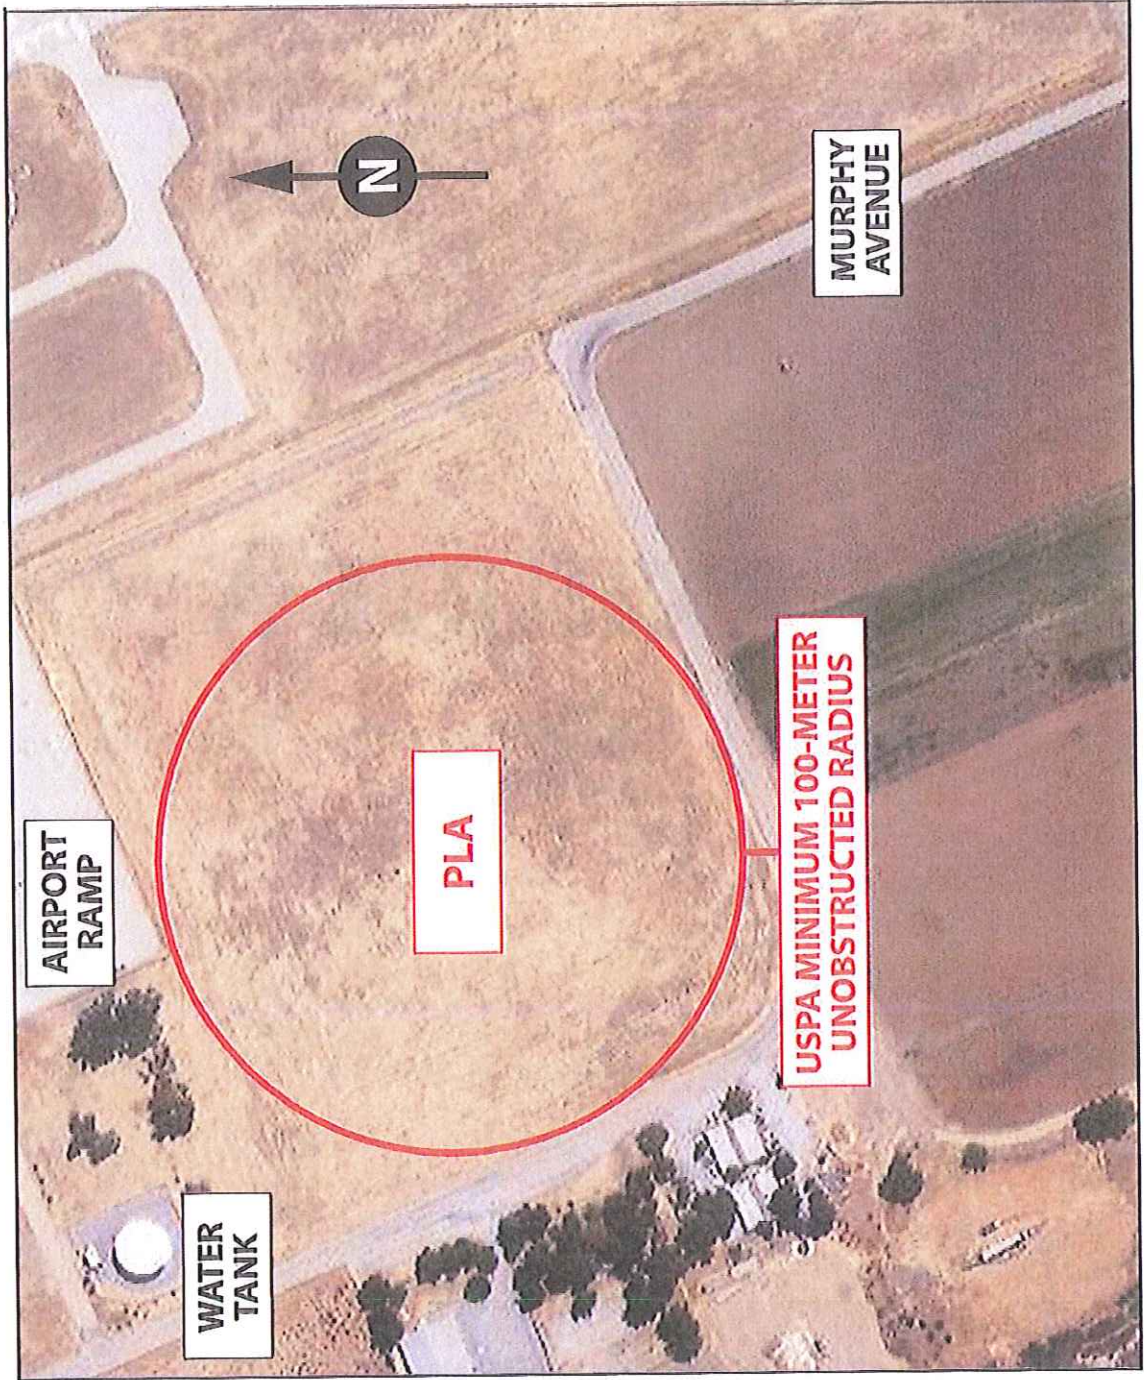 AIRPORT
RAMP
WATER
TANK
N
PLA
USPA MINIMUM 100-METER
UNOBSTRUCTED RADIUS
MURPHY
AVENUE